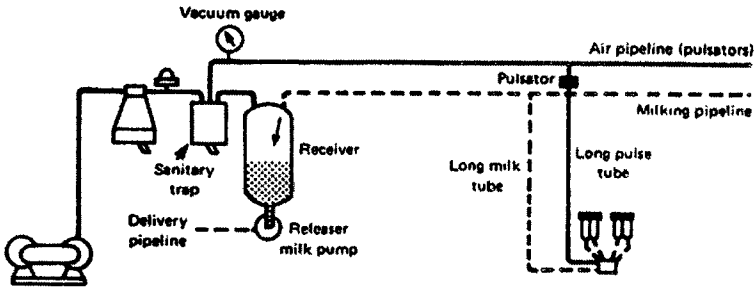 Vacuum gauge
Air pipeline (pulsators)
Pulsator
Milking pipeline
Sanitary
trap
Receiver
Long milk
tube
Long pulse
tube
Delivery
pipeline
Releaser
milk pump